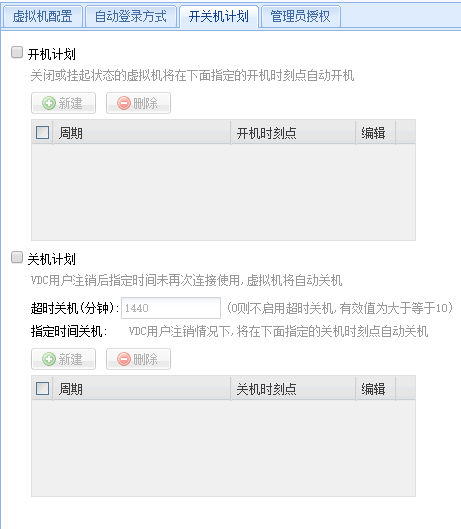 虚拟机配置 自动登录方式 开关机计划 管理员授权
开机计划
关闭或挂起状态的虚拟机将在下面指定的开机时刻点自动开机
新建 删除
周期 开机时刻点 编辑
关机计划
VDC用户注销后指定时间未再次连接使用,虚拟机将自动关机
超时关机(分钟): 1440 (0则不启用超时关机,有效值为大于等于10)
指定时间关机: VDC用户注销情况下,将在下面指定的关机时刻点自动关机
新建 删除
周期 关机时刻点 编辑